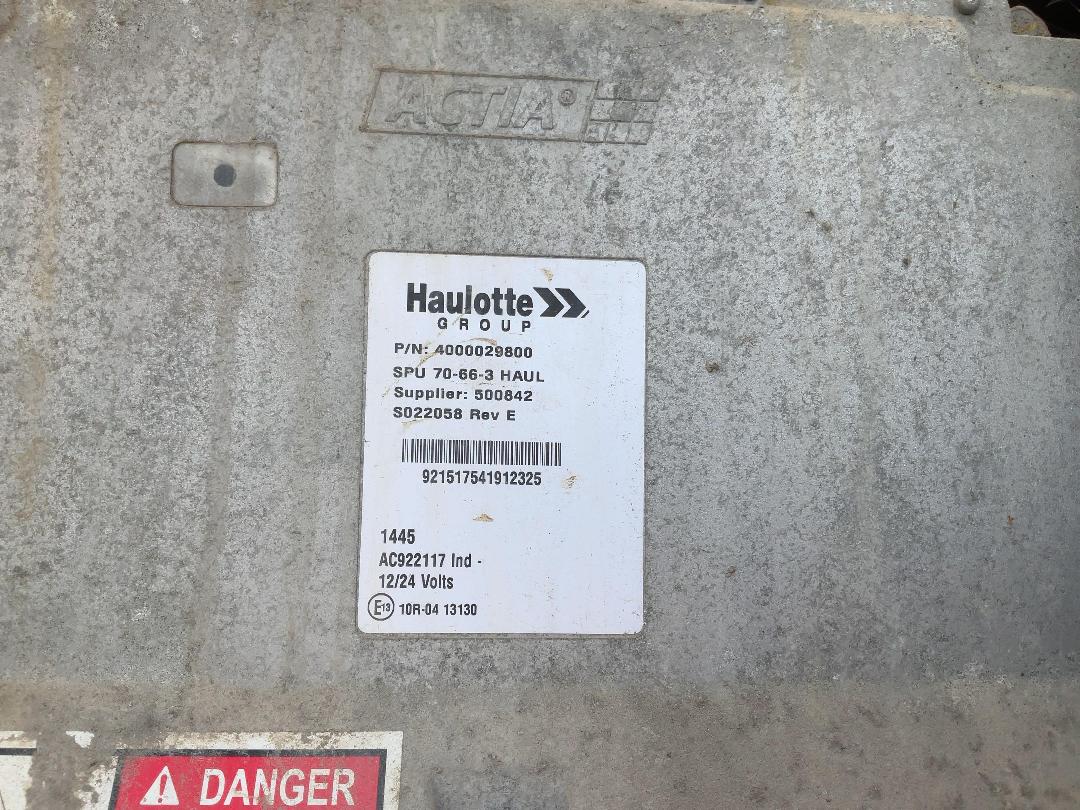 ACTIA®
Haulotte
GROUP
P/N: 4000029800
SPU 70-66-3 HAUL
Supplier: 500842
S022058 Rev E
921517541912325
1445
AC922117 Ind -
12/24 Volts
E13 10R-04 13130
DANGER